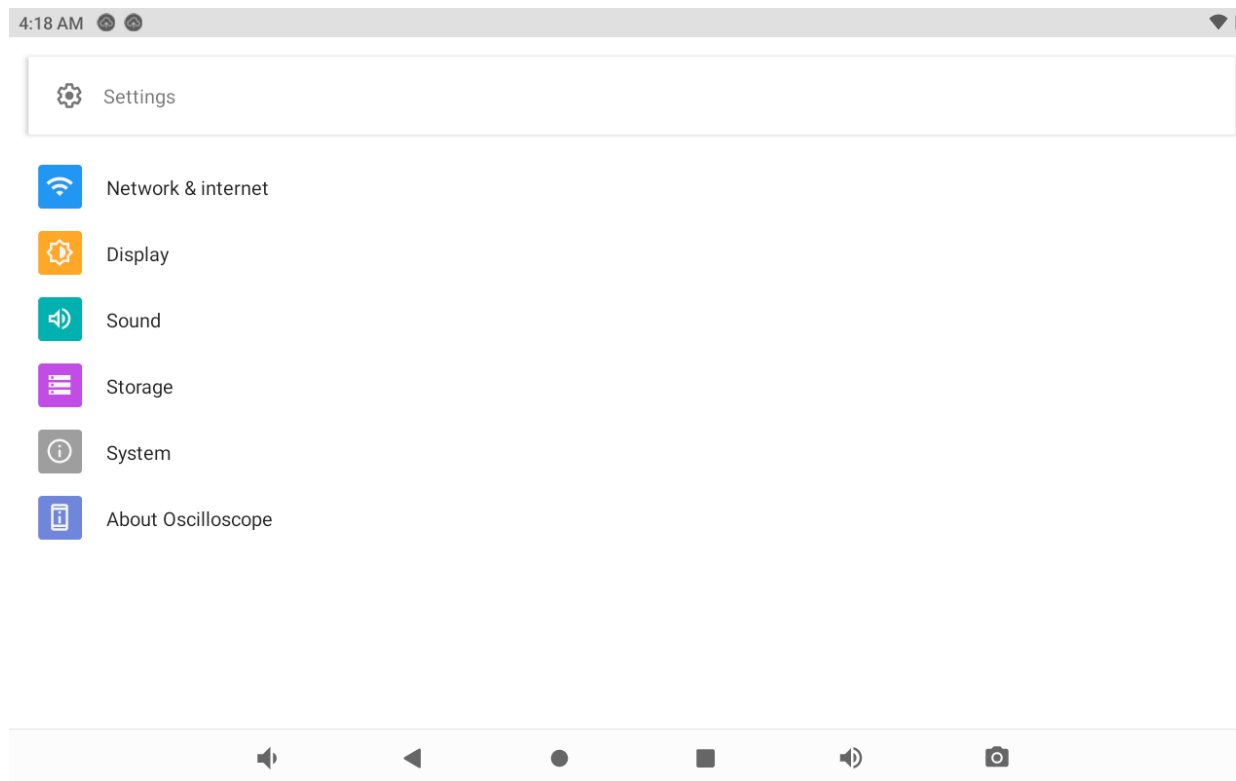 4:18 AM
Settings
Network & internet
Display
Sound
Storage
System
About Oscilloscope